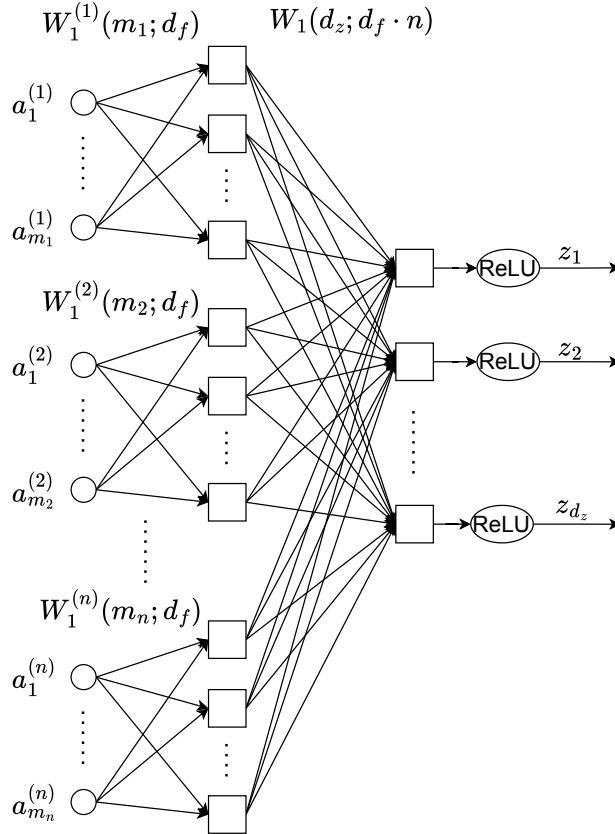 W_1^{(1)}(m_1; d_f) W_1(d_z; d_f · n)
a_1^{(1)}
a_{m_1}^{(1)}
ReLU z_1
W_1^{(2)}(m_2; d_f)
a_1^{(2)}
ReLU z_2
a_{m_2}^{(2)}
ReLU z_{d_z}
W_1^{(n)}(m_n; d_f)
a_1^{(n)}
a_{m_n}^{(n)}